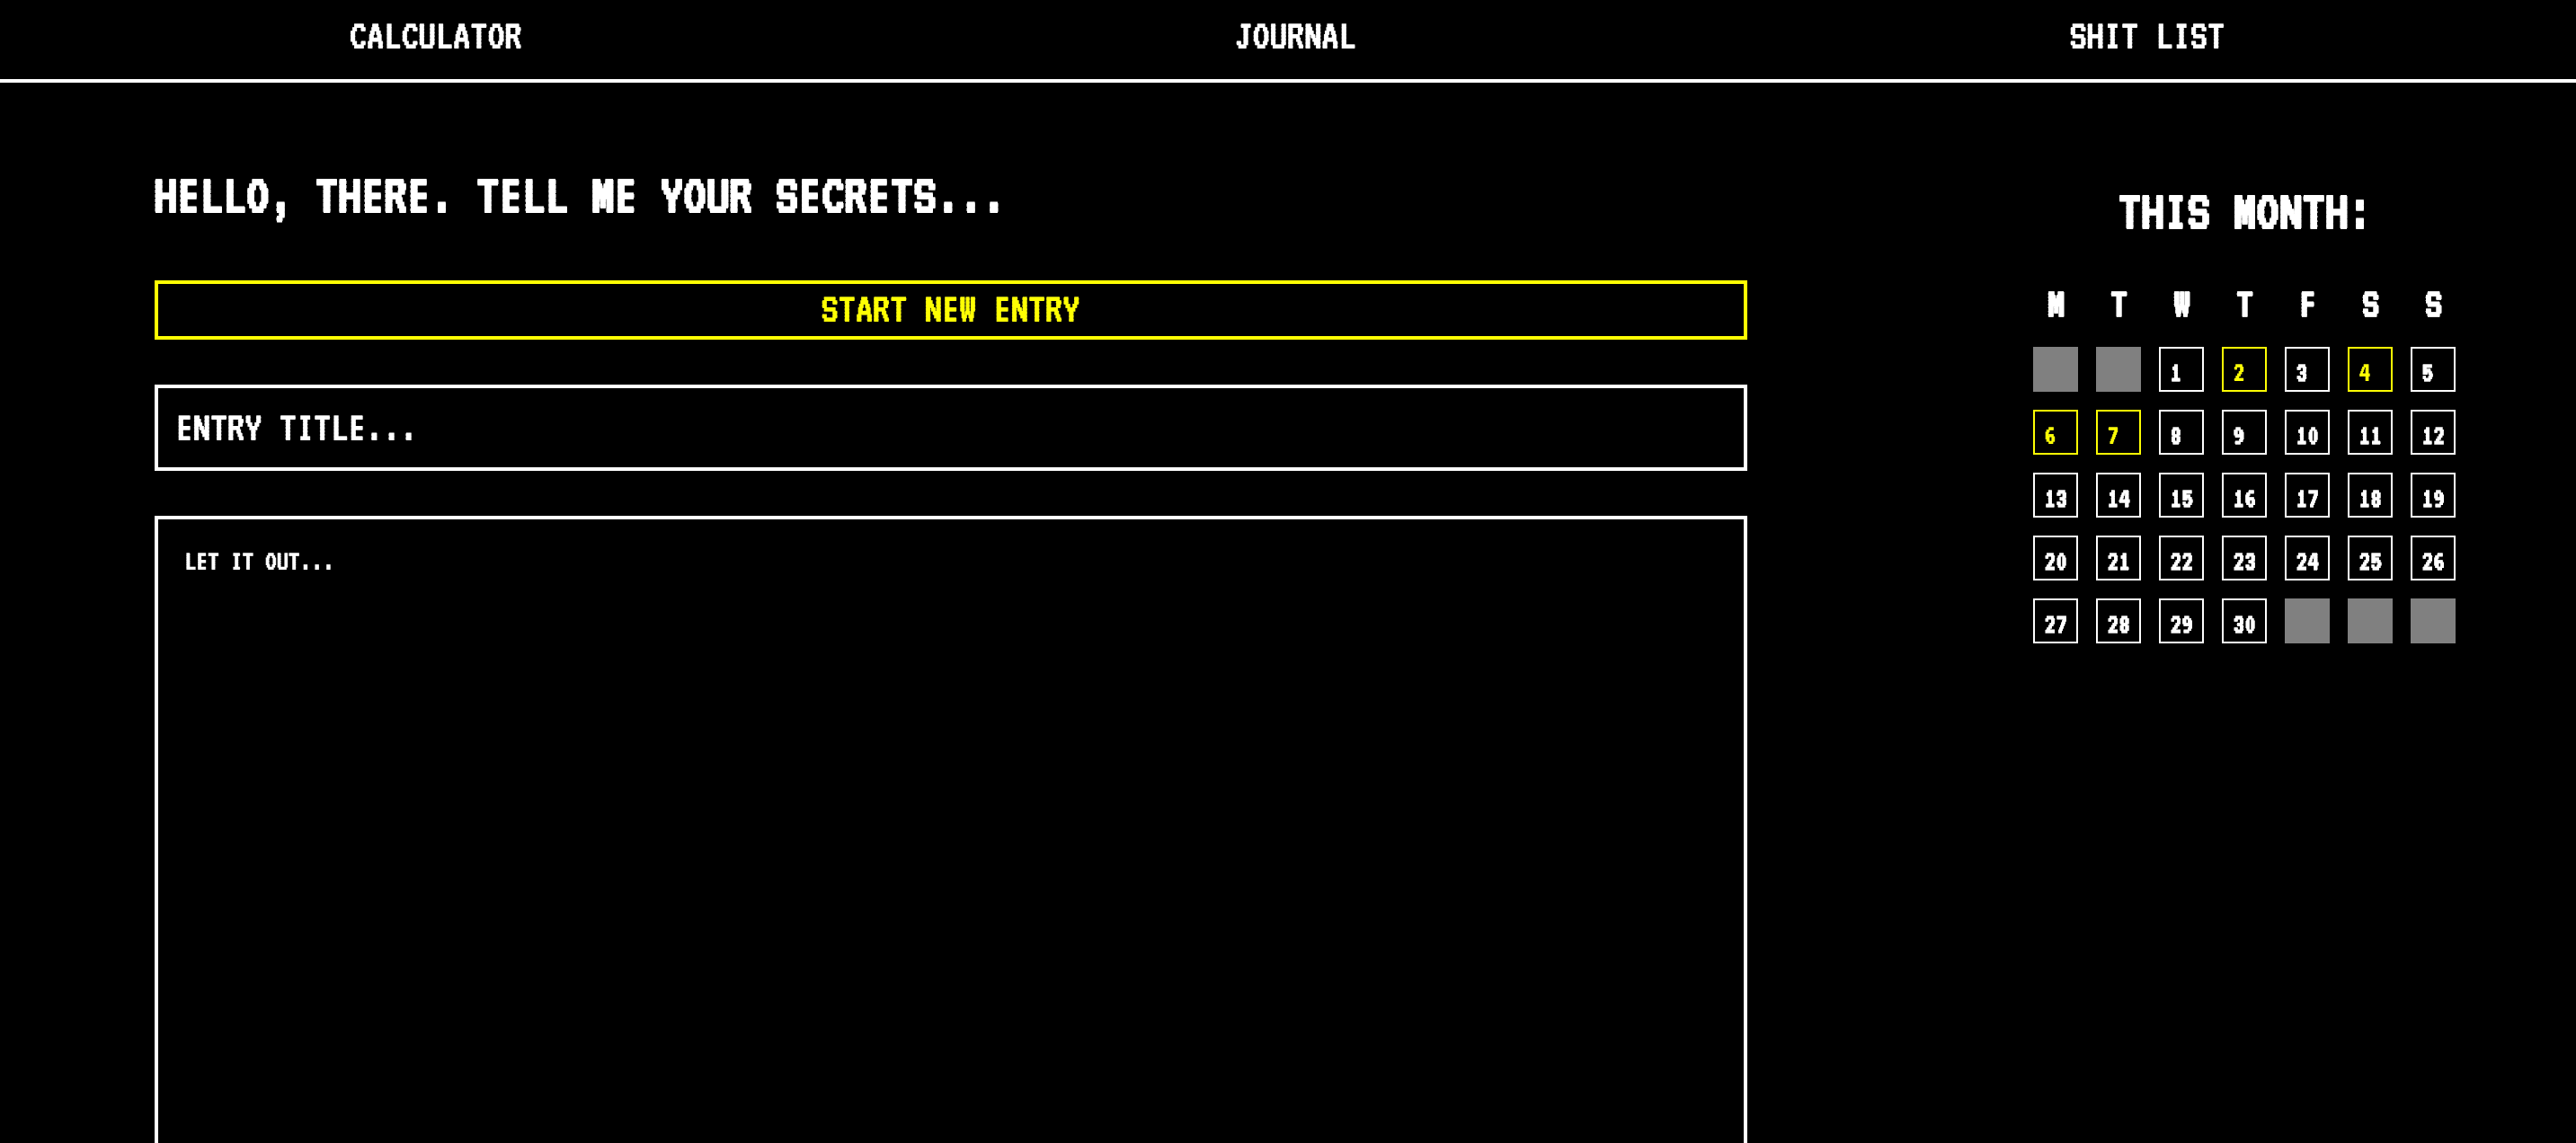 CALCULATOR JOURNAL SHIT LIST
HELLO, THERE. TELL ME YOUR SECRETS...
START NEW ENTRY
ENTRY TITLE...
LET IT OUT...
THIS MONTH:
M T W T F S S
1 2 3 4 5
6 7 8 9 10 11 12
13 14 15 16 17 18 19
20 21 22 23 24 25 26
27 28 29 30